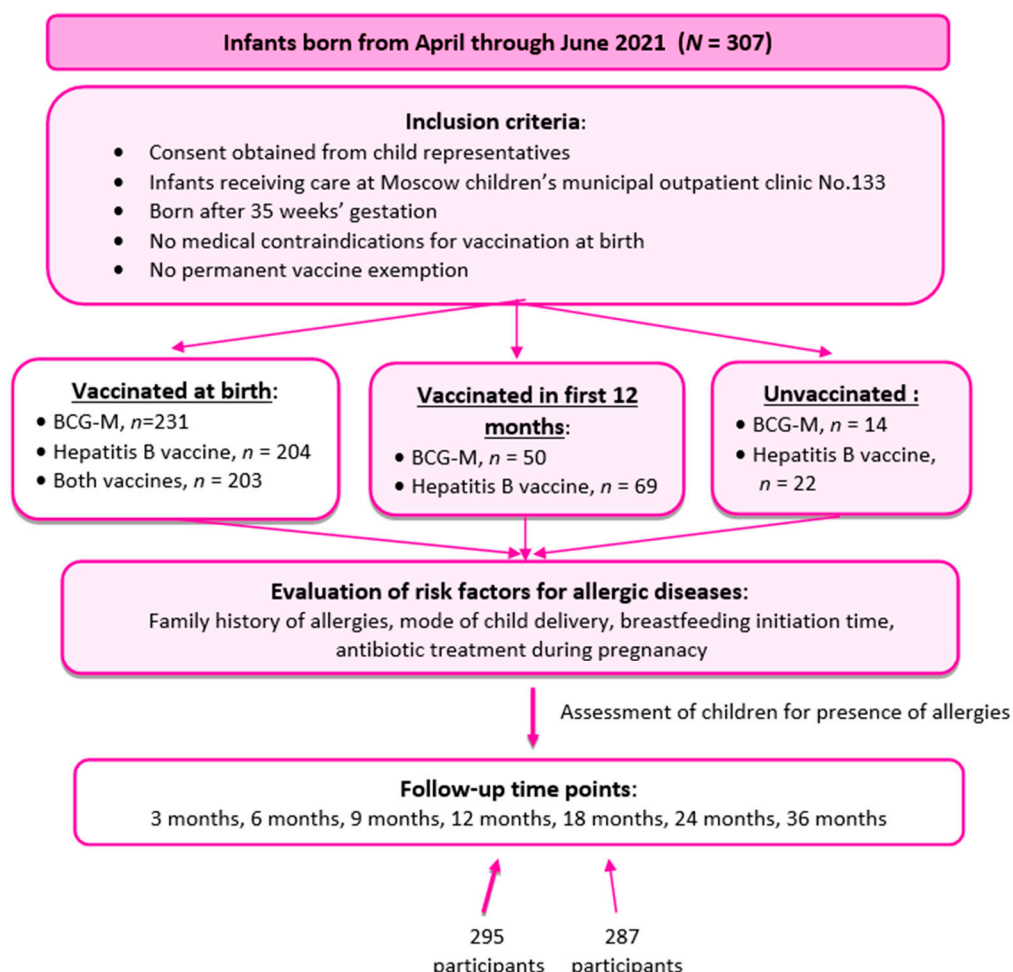 Infants born from April through June 2021 (N = 307)
Inclusion criteria:
• Consent obtained from child representatives
• Infants receiving care at Moscow children's municipal outpatient clinic No.133
• Born after 35 weeks' gestation
• No medical contraindications for vaccination at birth
• No permanent vaccine exemption
Vaccinated at birth:
• BCG-M, n=231
• Hepatitis B vaccine, n = 204
• Both vaccines, n = 203
Vaccinated in first 12
months:
• BCG-M, n = 50
• Hepatitis B vaccine, n = 69
Unvaccinated :
• BCG-M, n = 14
• Hepatitis B vaccine,
n = 22
Evaluation of risk factors for allergic diseases:
Family history of allergies, mode of child delivery, breastfeeding initiation time,
antibiotic treatment during pregnanacy
Assessment of children for presence of allergies
Follow-up time points:
3 months, 6 months, 9 months, 12 months, 18 months, 24 months, 36 months
295
participants
287
participants